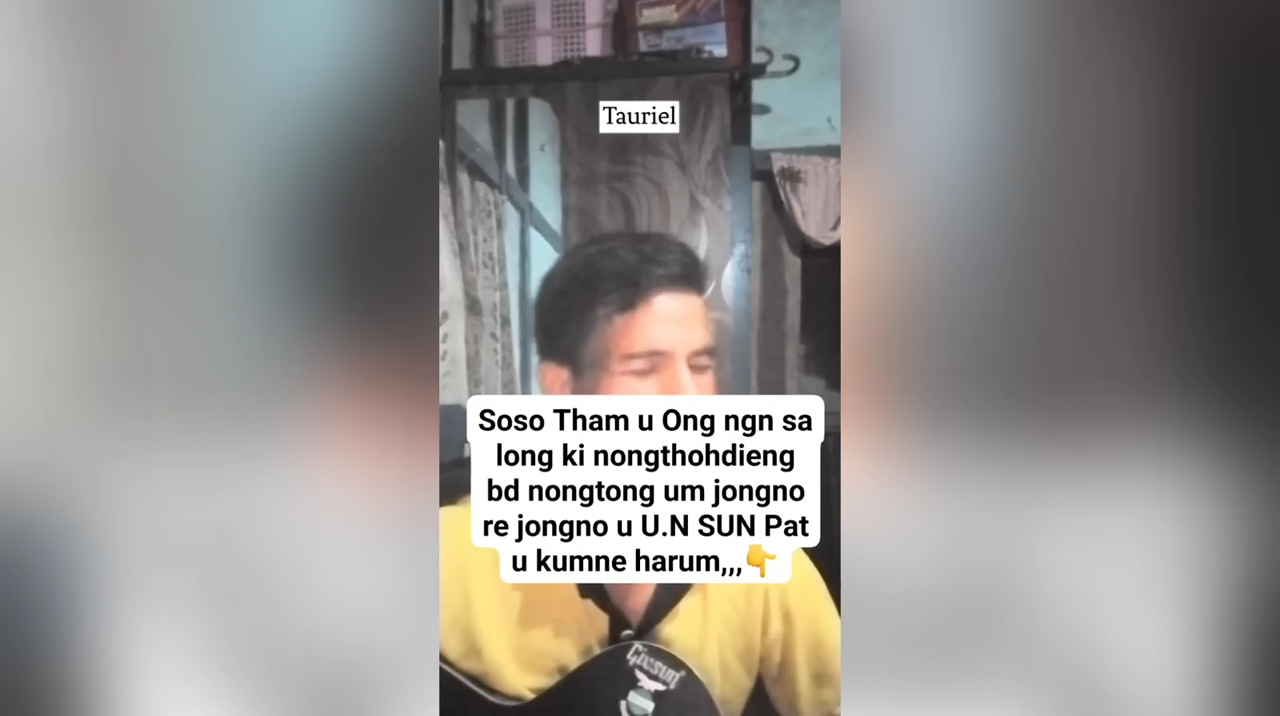 Tauriel
Soso Tham u Ong ngn sa
long ki nongthohdieng
bd nongtong um jongno
re jongno u U.N SUN Pat
u kumne harum,,,👇
Givson